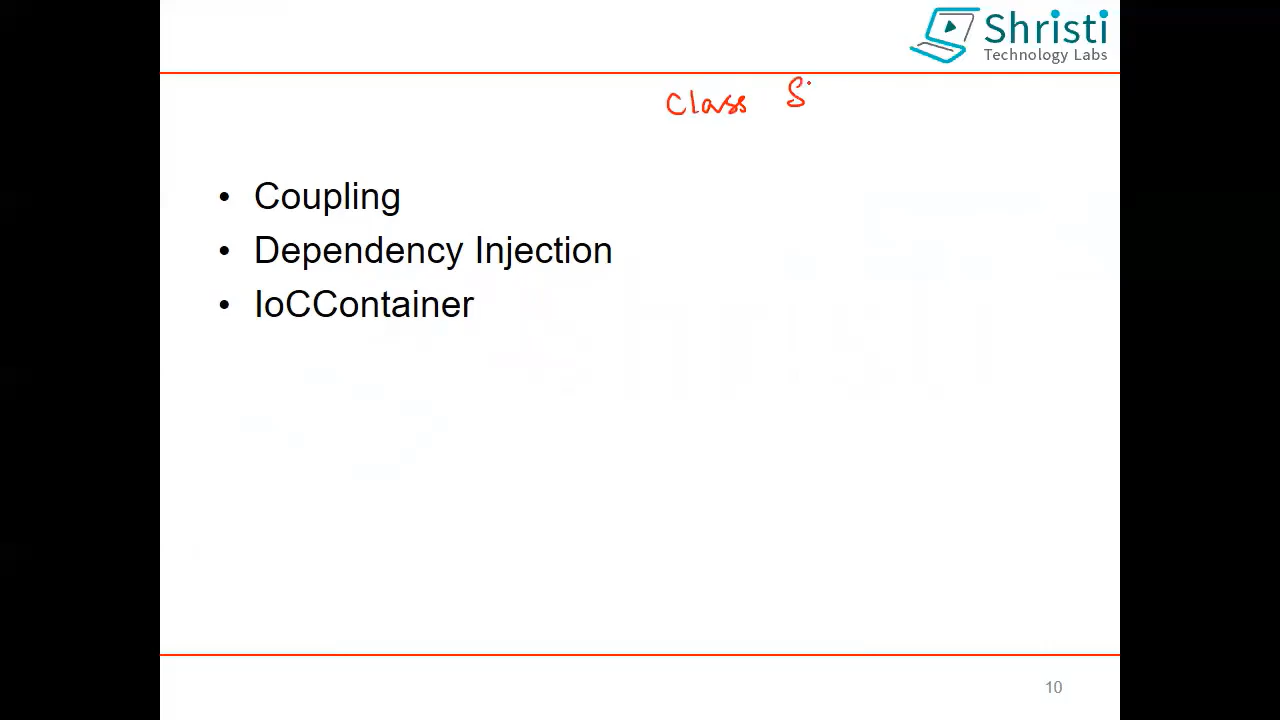 Shristi
Technology Labs
Class S
• Coupling
• Dependency Injection
• IoCContainer
10